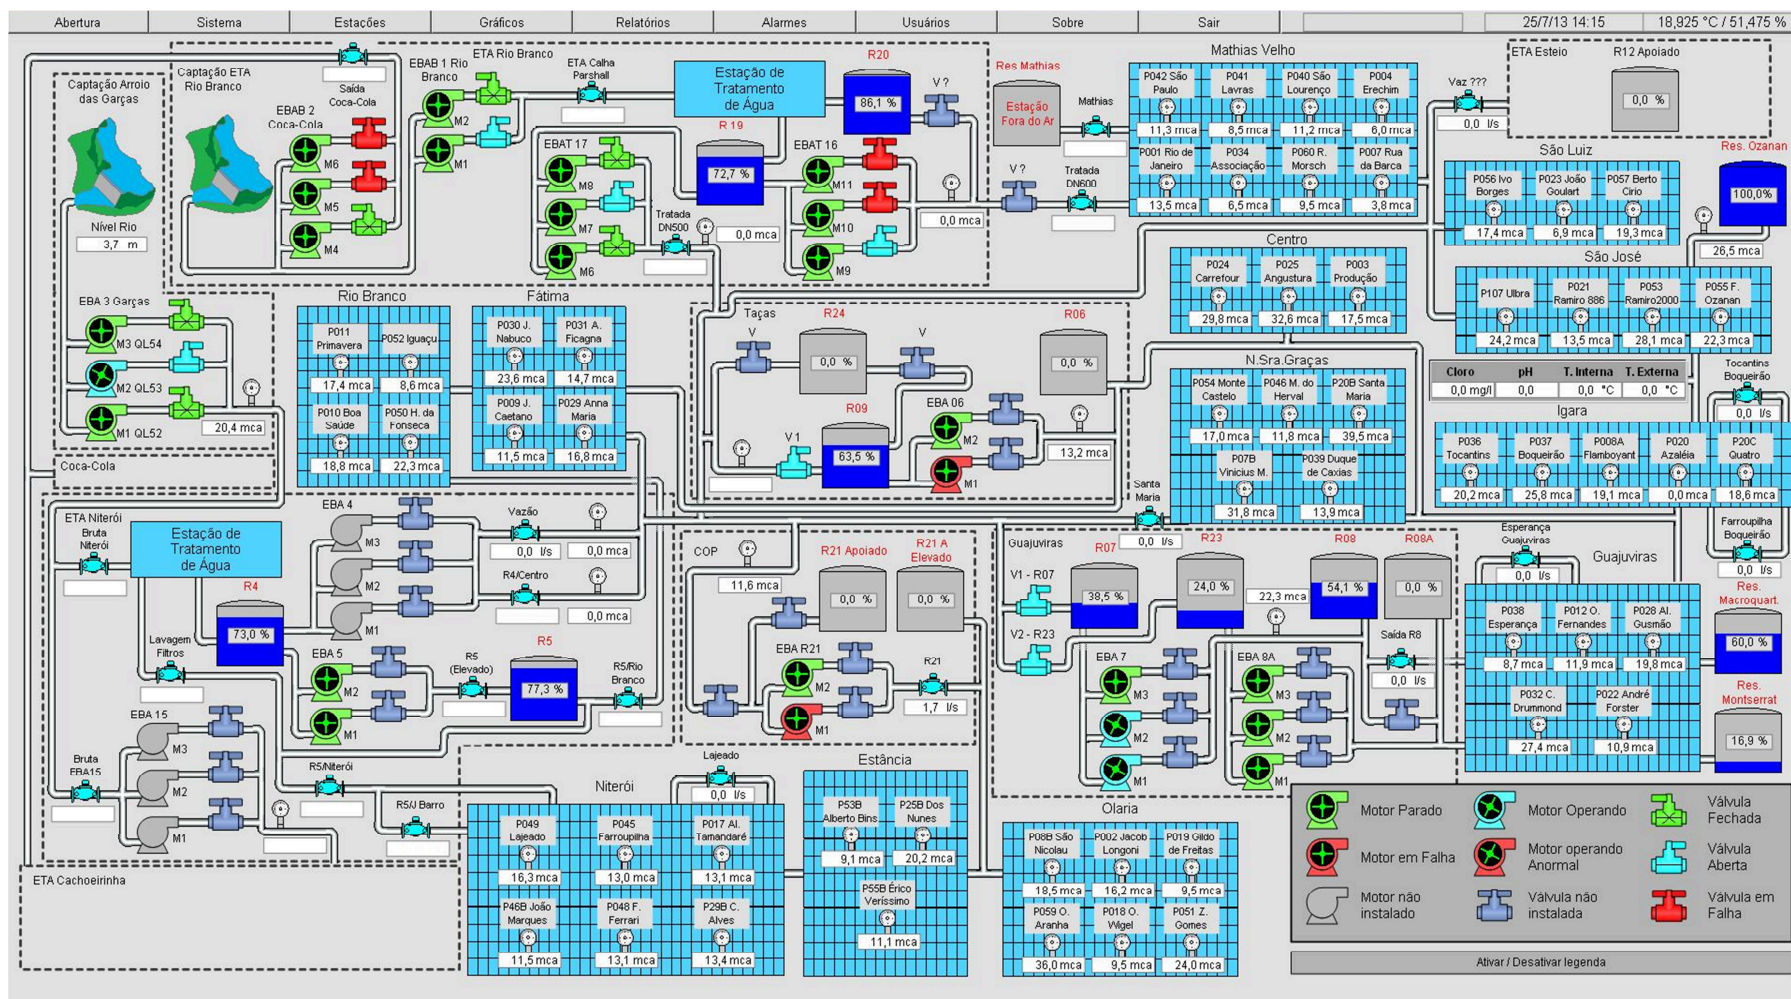 Abertura
Sistema
Estações
Gráficos
Relatórios
Alarmes
Usuários
Sobre
Sair
25/7/13 14:15
18,925 °C / 51,475 %
Captação Arroio
das Garças
Nível Rio
3,7 m
EBA 3 Garças
M3 QL54
M2 QL53
M1 QL52
20,4 mca
Coca-Cola
Captação ETA
Rio Branco
Saída
Coca-Cola
EBAB 2
Coca-Cola
M6
M5
M4
EBAB 1 Rio
Branco
M2
M1
ETA Rio Branco
ETA Calha
Parshall
Estação de
Tratamento
de Água
R20
86,1 %
V ?
R 19
72,7 %
EBAT 17
M8
M7
M6
Tratada
DN500
0,0 mca
EBAT 16
M11
M10
M9
0,0 mca
Res Mathias
Estação
Fora do Ar
Mathias
V ?
Tratada
DN600
Mathias Velho
P042 São
Paulo
11,3 mca
P041
Lavras
8,5 mca
P040 São
Lourenço
11,2 mca
P004
Erechim
6,0 mca
P001 Rio de
Janeiro
13,5 mca
P034
Associação
6,5 mca
P060 R.
Morsch
9,5 mca
P007 Rua
da Barca
3,8 mca
Vaz ???
0,0 l/s
ETA Esteio
R12 Apoiado
0,0 %
São Luiz
P056 Ivo
Borges
17,4 mca
P023 João
Goulart
6,9 mca
P057 Berto
Cirio
19,3 mca
Res. Ozanan
100,0%
26,5 mca
São José
P107 Ulbra
24,2 mca
P021
Ramiro 886
13,5 mca
P053
Ramiro2000
28,1 mca
P055 F.
Ozanan
22,3 mca
Centro
P024
Carrefour
29,8 mca
P025
Angustura
32,6 mca
P003
Produção
17,5 mca
Rio Branco
P011
Primavera
17,4 mca
P052 Iguaçu
8,6 mca
P010 Boa
Saúde
18,8 mca
P050 H. da
Fonseca
22,3 mca
Fátima
P030 J.
Nabuco
23,6 mca
P031 A.
Ficagna
14,7 mca
P009 J.
Caetano
11,5 mca
P029 Anna
Maria
16,8 mca
Taças
V
R24
0,0 %
V
R06
0,0 %
R09
63,5 %
V1
EBA 06
M2
M1
13,2 mca
N.Sra.Graças
P054 Monte
Castelo
17,0 mca
P046 M. do
Herval
11,8 mca
P20B Santa
Maria
39,5 mca
P07B
Vinicius M.
31,8 mca
P039 Duque
de Caxias
13,9 mca
Cloro
pH
T. Interna
T. Externa
0,0 mg/l
0,0
0,0 °C
0,0 °C
Tocantins
Boqueirão
0,0 l/s
Igara
P036
Tocantins
20,2 mca
P037
Boqueirão
25,8 mca
P008A
Flamboyant
19,1 mca
P020
Azaléia
0,0 mca
P20C
Quatro
18,6 mca
Farroupilha
Boqueirão
0,0 l/s
ETA Niterói
Bruta
Niterói
Estação de
Tratamento
de Água
R4
73,0 %
Lavagem
Filtros
EBA 4
M3
M2
M1
Vazão
0,0 l/s
0,0 mca
R4/Centro
0,0 mca
EBA 5
M2
M1
R5
(Elevado)
R5
77,3 %
R5/Rio
Branco
EBA 15
M3
M2
M1
Bruta
EBA15
R5/Niterói
R5/J Barro
COP
11,6 mca
R21 Apoiado
0,0 %
R21 A
Elevado
0,0 %
EBA R21
M2
M1
R21
1,7 l/s
Santa
Maria
0,0 l/s
Guajuviras
V1 - R07
V2 - R23
R07
38,5 %
R23
24,0 %
22,3 mca
R08
54,1 %
R08A
0,0 %
Saída R8
0,0 l/s
EBA 7
M3
M2
M1
EBA 8A
M3
M2
M1
Esperança
Guajuviras
0,0 l/s
Guajuviras
P038
Esperança
8,7 mca
P012 O.
Fernandes
11,9 mca
P028 Al.
Gusmão
19,8 mca
P032 C.
Drummond
27,4 mca
P022 André
Forster
10,9 mca
Res.
Macroquart.
60,0 %
Res.
Montserrat
16,9 %
ETA Cachoeirinha
Niterói
Lajeado
0,0 l/s
P049
Lajeado
16,3 mca
P045
Farroupilha
13,0 mca
P017 Al.
Tamandaré
13,1 mca
P46B João
Marques
11,5 mca
P048 F.
Ferrari
13,1 mca
P29B C.
Alves
13,4 mca
Estância
P53B
Alberto Bins
9,1 mca
P25B Dos
Nunes
20,2 mca
P55B Érico
Veríssimo
11,1 mca
Olaria
P08B São
Nicolau
18,5 mca
P002 Jacob
Longoni
16,2 mca
P019 Gildo
de Freitas
9,5 mca
P059 O.
Aranha
36,0 mca
P018 O.
Wigel
9,5 mca
P051 Z.
Gomes
24,0 mca
Motor Parado
Motor Operando
Válvula
Fechada
Motor em Falha
Motor operando
Anormal
Válvula
Aberta
Motor não
instalado
Válvula não
instalada
Válvula em
Falha
Ativar / Desativar legenda